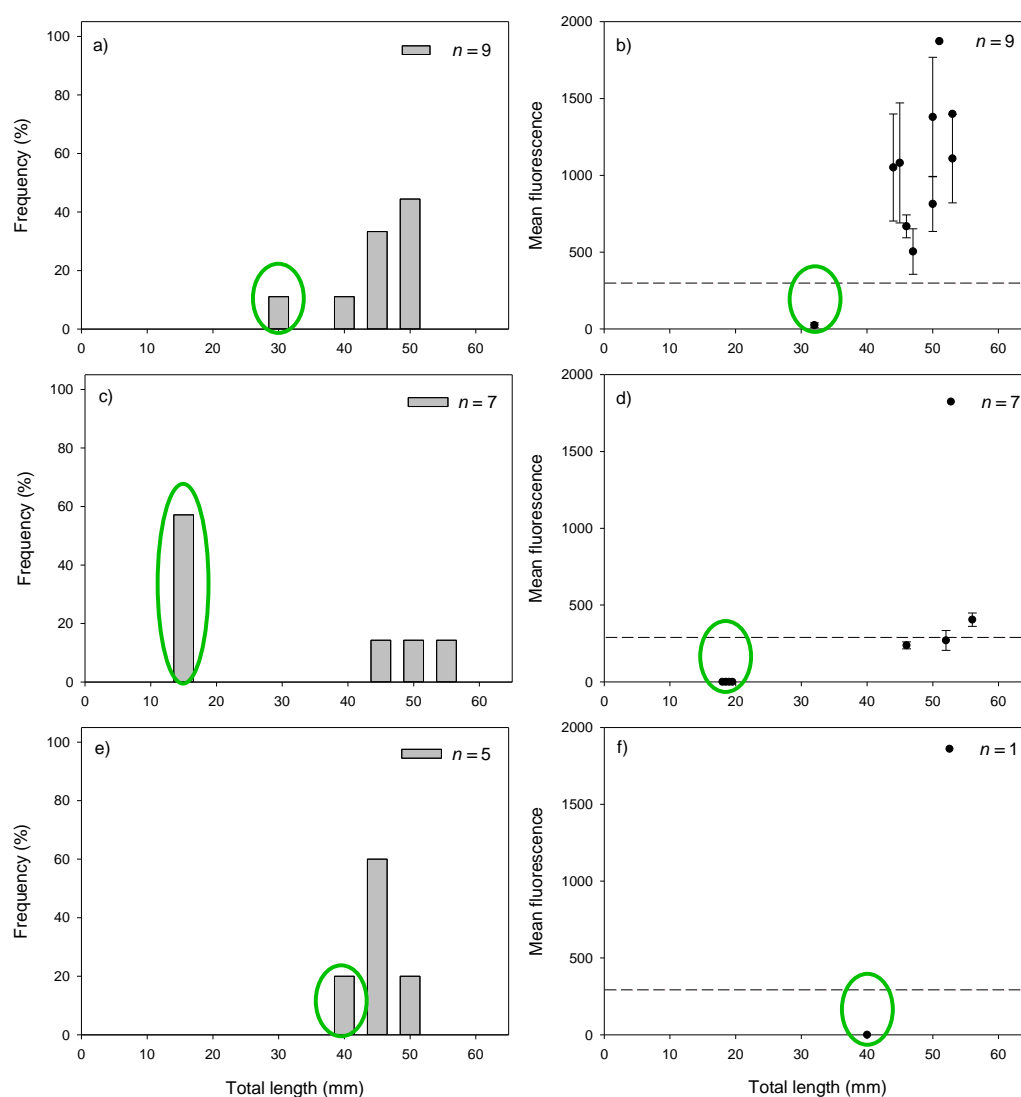 a)
n = 9
Frequency (%)
100
80
60
40
20
0
0 10 20 30 40 50 60
b)
n = 9
Mean fluorescence
2000
1500
1000
500
0
0 10 20 30 40 50 60
c)
n = 7
Frequency (%)
100
80
60
40
20
0
0 10 20 30 40 50 60
d)
n = 7
Mean fluorescence
2000
1500
1000
500
0
0 10 20 30 40 50 60
e)
n = 5
Frequency (%)
100
80
60
40
20
0
0 10 20 30 40 50 60
Total length (mm)
f)
n = 1
Mean fluorescence
2000
1500
1000
500
0
0 10 20 30 40 50 60
Total length (mm)